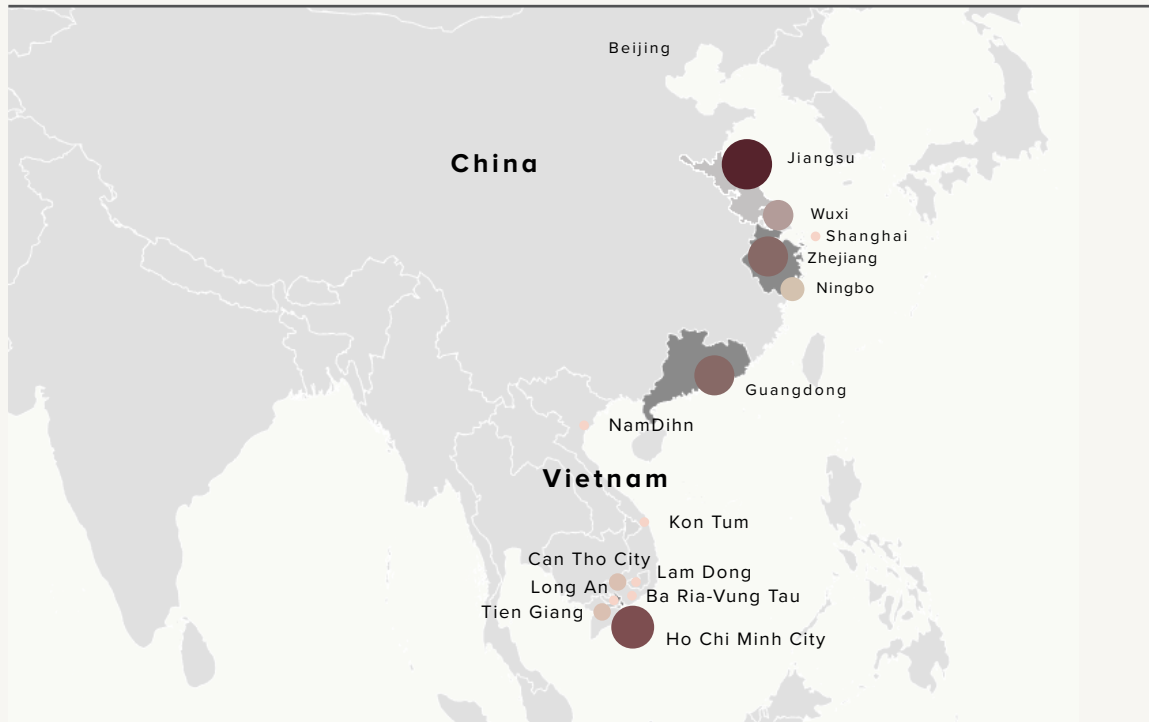 Beijing
China
Jiangsu
Wuxi
Shanghai
Zhejiang
Ningbo
Guangdong
NamDihn
Vietnam
Kon Tum
Can Tho City
Lam Dong
Long An
Ba Ria-Vung Tau
Tien Giang
Ho Chi Minh City